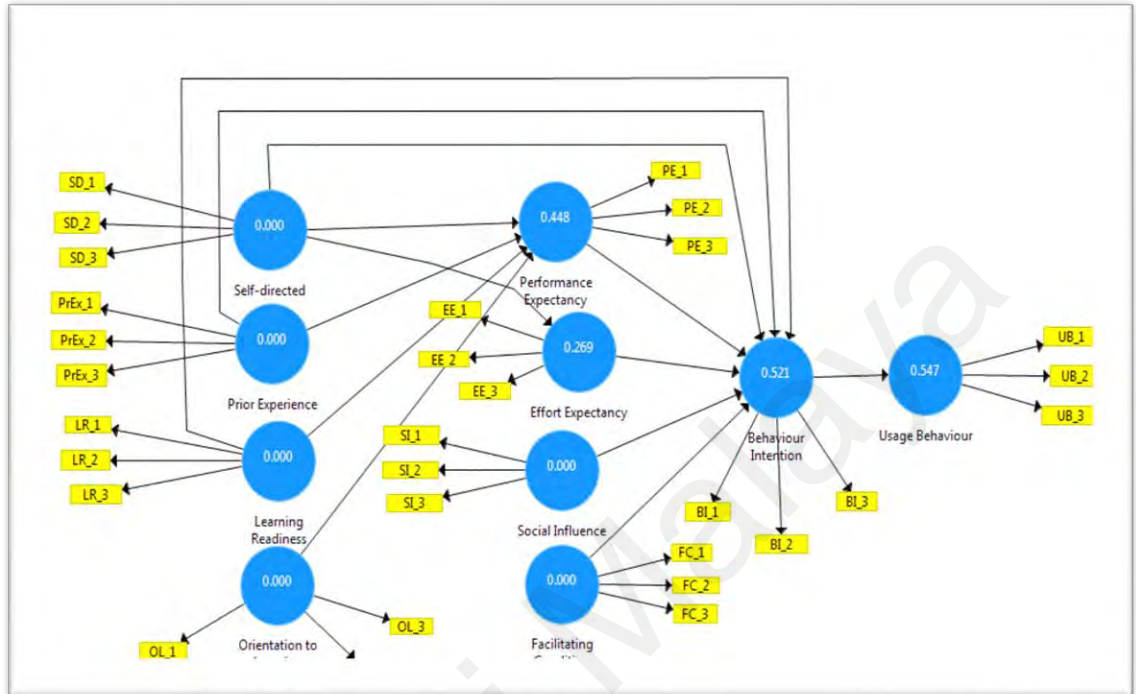 SD_1
SD_2
SD_3
0.000
Self-directed
PrEx_1
PrEx_2
PrEx_3
0.000
Prior Experience
LR_1
LR_2
LR_3
0.000
Learning
Readiness
0.000
OL_1
OL_3
Orientation to
0.448
PE_1
PE_2
PE_3
Performance
Expectancy
EE_1
EE_2
EE_3
0.269
Effort Expectancy
SI_1
SI_2
SI_3
0.000
Social Influence
0.000
FC_1
FC_2
FC_3
Facilitating
0.521
Behaviour
Intention
BI_1
BI_2
BI_3
0.547
Usage Behaviour
UB_1
UB_2
UB_3
Malaya